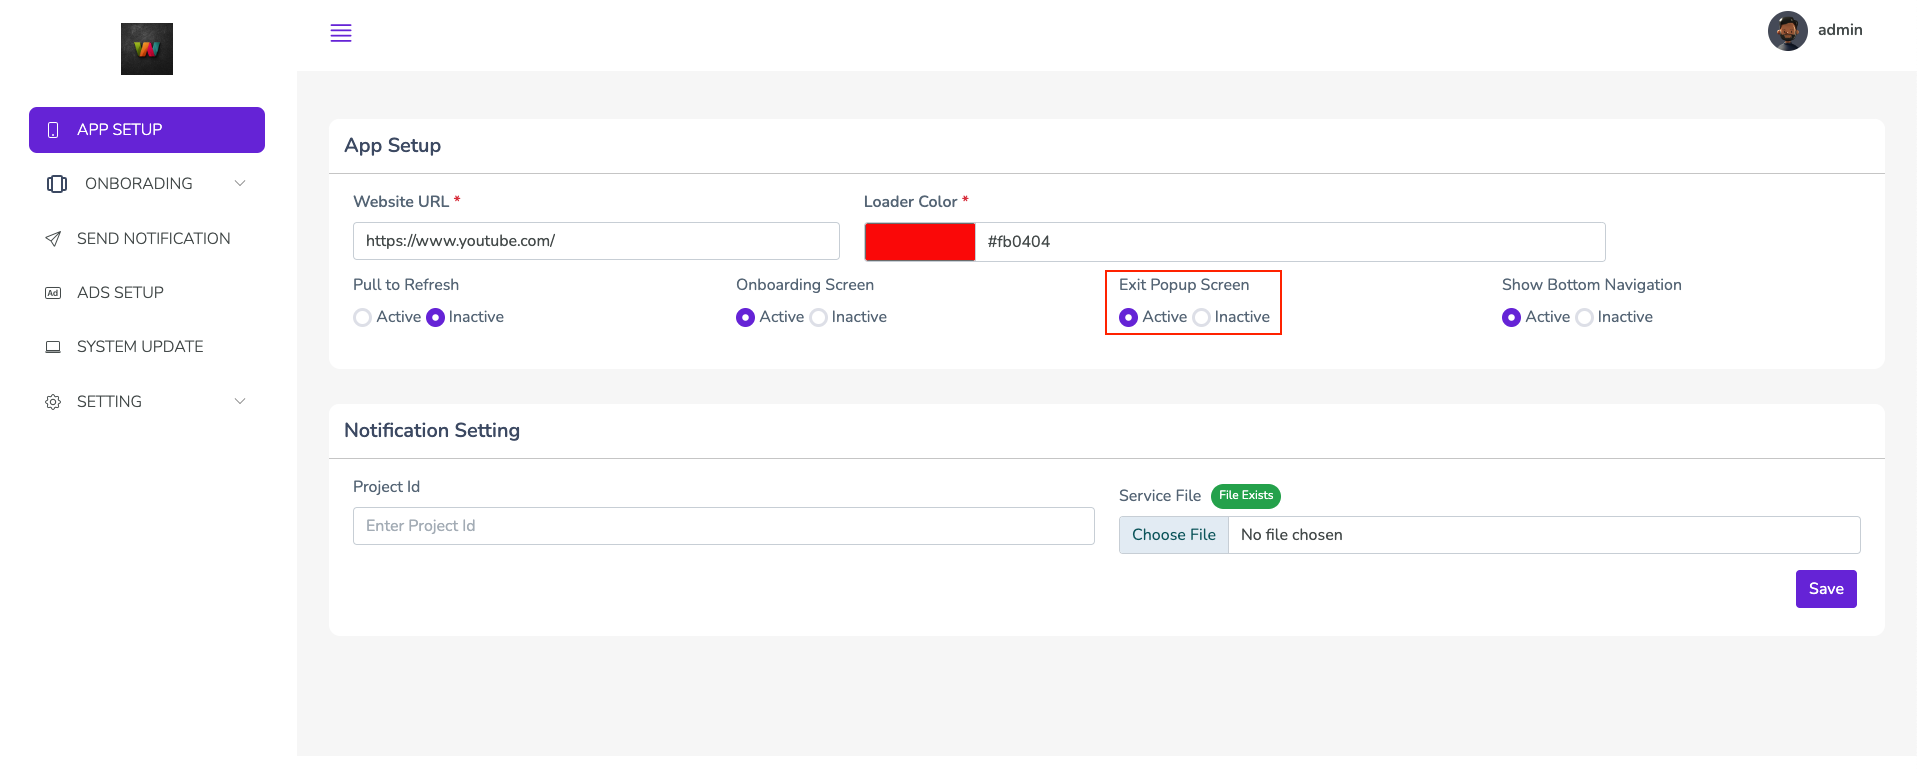 admin
APP SETUP
ONBORADING
SEND NOTIFICATION
Ad
ADS SETUP
SYSTEM UPDATE
SETTING
App Setup
Website URL *
Loader Color *
https://www.youtube.com/
#fb0404
Pull to Refresh
Onboarding Screen
Exit Popup Screen
Show Bottom Navigation
Active Inactive
Active Inactive
Active Inactive
Active Inactive
Notification Setting
Project Id
Service File File Exists
Enter Project Id
Choose File No file chosen
Save